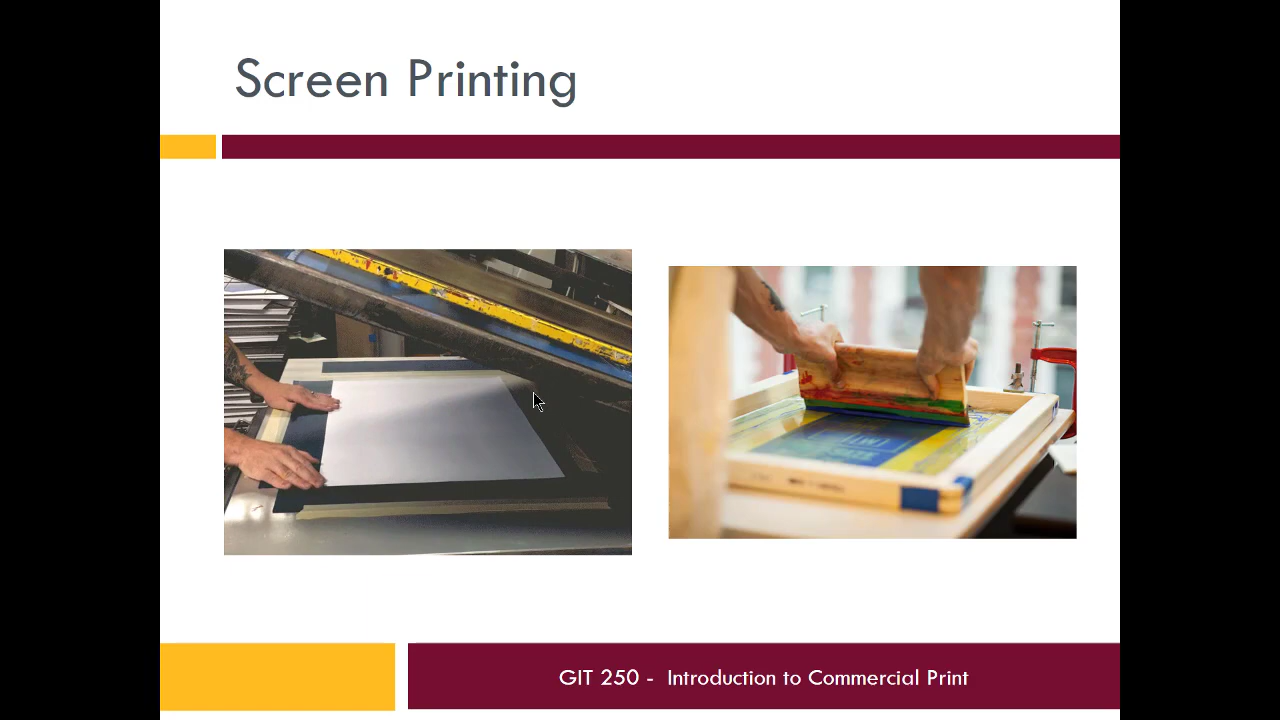 Screen Printing
GIT 250 - Introduction to Commercial Print